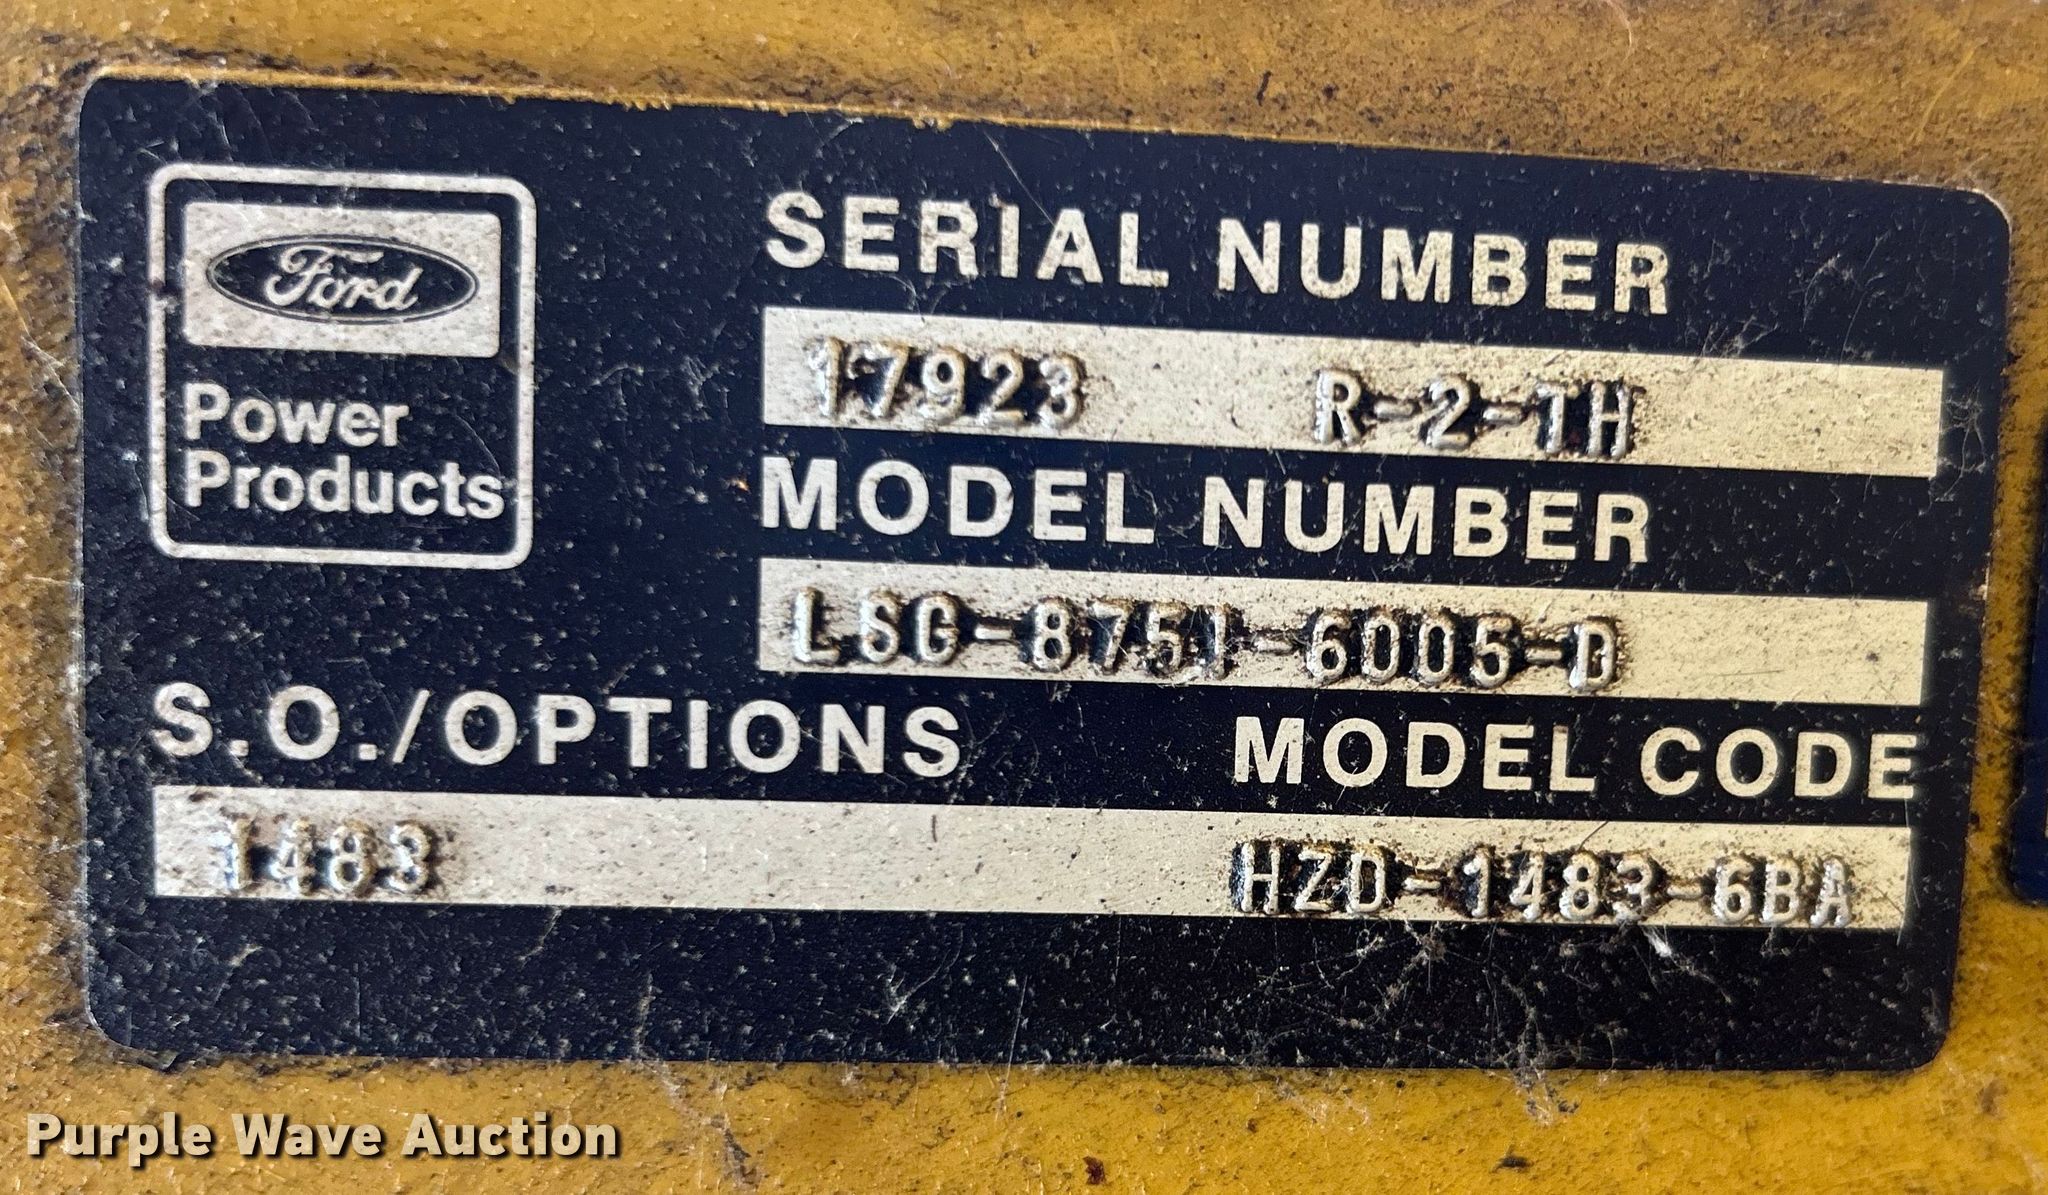 Ford
Power
Products
SERIAL NUMBER
17923 R-2-TH
MODEL NUMBER
LSG-875I-6005-D
S.O./OPTIONS MODEL CODE
1483 HZD-1483-6BA
Purple Wave Auction